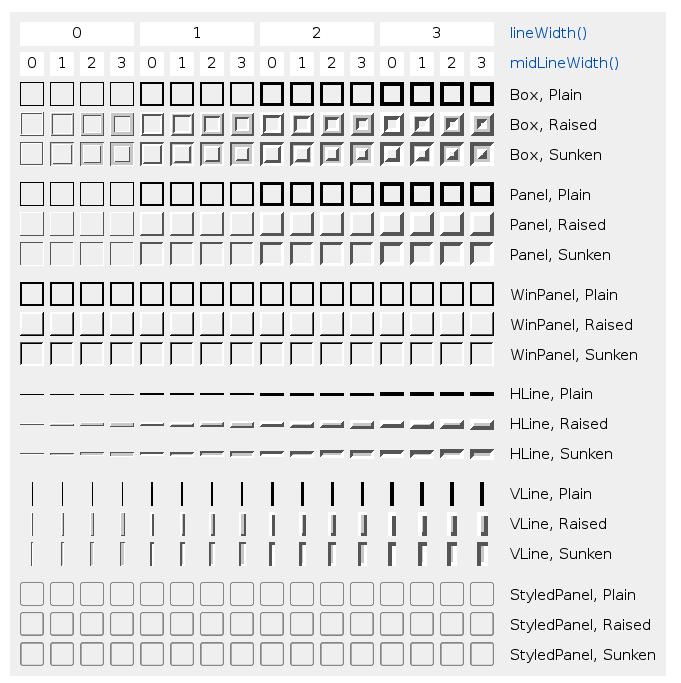 0 1 2 3 lineWidth()
0 1 2 3 0 1 2 3 0 1 2 3 0 1 2 3 midLineWidth()
Box, Plain
Box, Raised
Box, Sunken
Panel, Plain
Panel, Raised
Panel, Sunken
WinPanel, Plain
WinPanel, Raised
WinPanel, Sunken
HLine, Plain
HLine, Raised
HLine, Sunken
VLine, Plain
VLine, Raised
VLine, Sunken
StyledPanel, Plain
StyledPanel, Raised
StyledPanel, Sunken